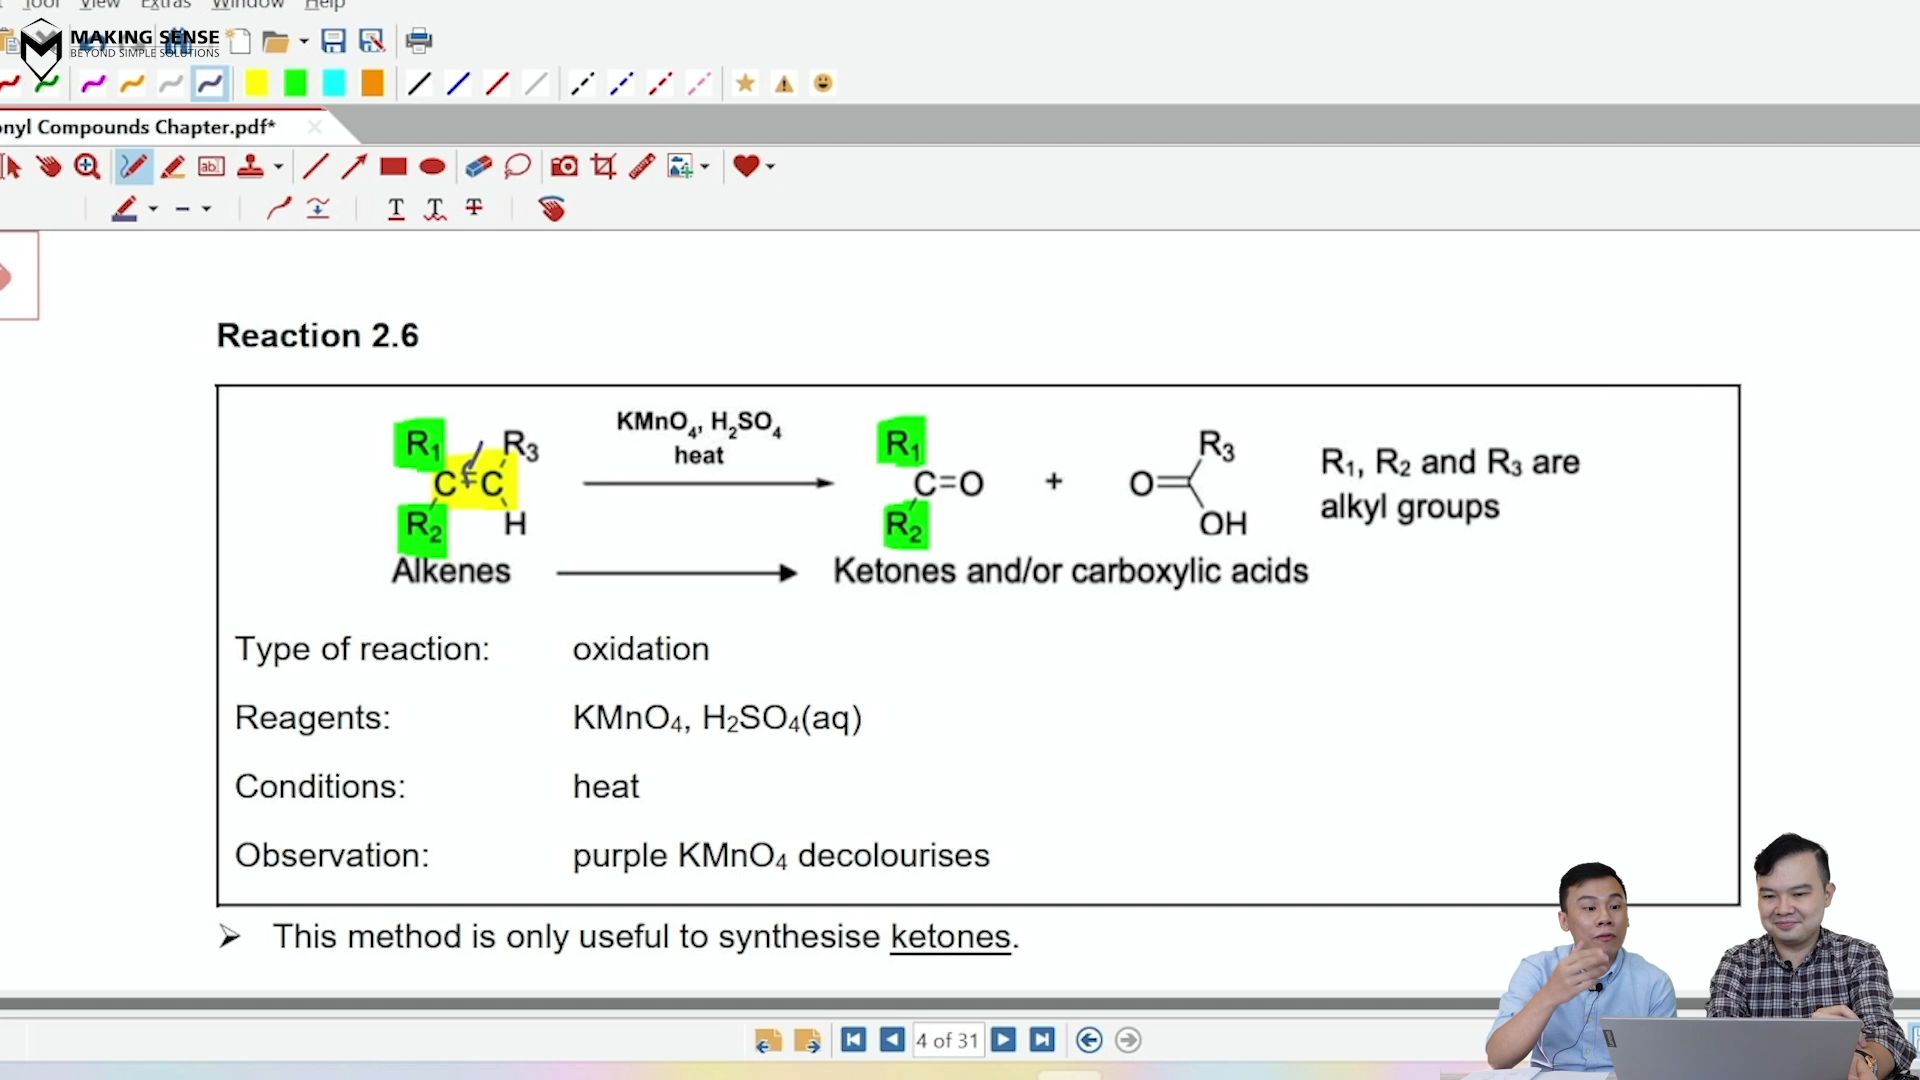 Tool View Extras Window Help
MAKING SENSE
BEYOND SIMPLE SOLUTIONS
onyl Compounds Chapter.pdf*
Reaction 2.6
R₁ R₃ C=C R₂ H
KMnO₄, H₂SO₄
heat
R₁ C=O R₂ + R₃ O= OH
R₁, R₂ and R₃ are
alkyl groups
Alkenes Ketones and/or carboxylic acids
Type of reaction: oxidation
Reagents: KMnO₄, H₂SO₄(aq)
Conditions: heat
Observation: purple KMnO₄ decolourises
➢ This method is only useful to synthesise ketones.
4 of 31